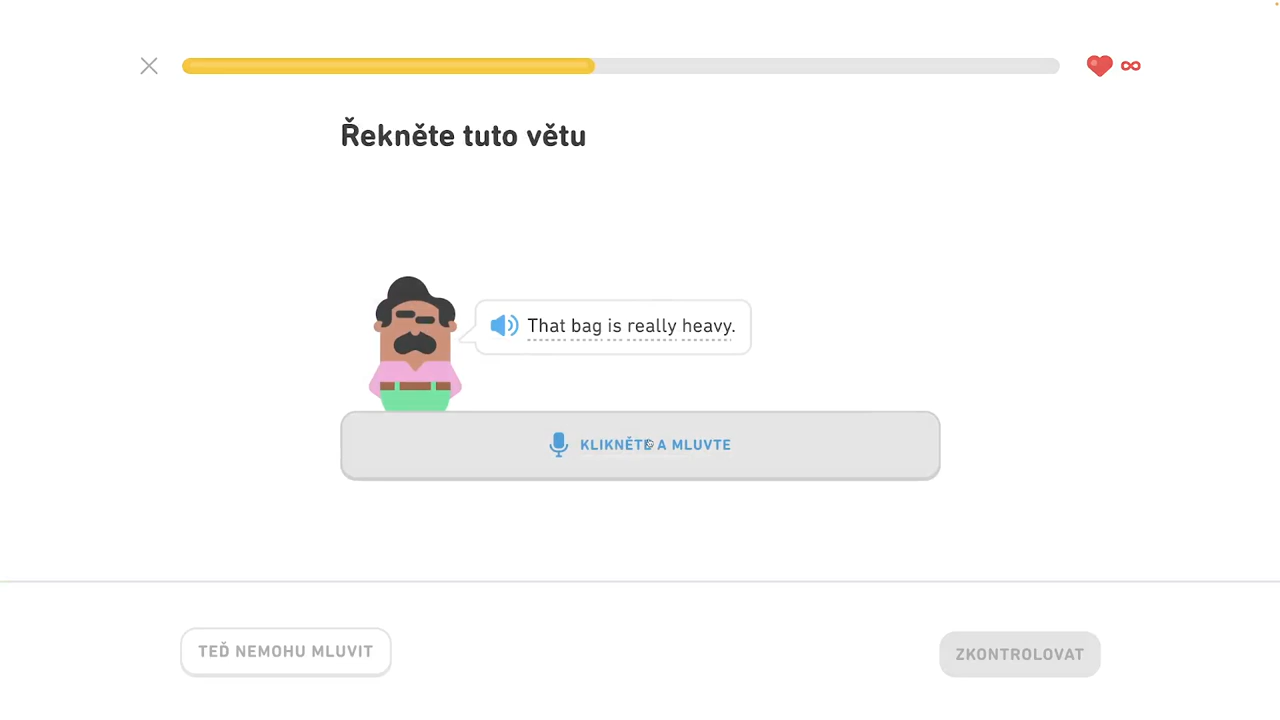 Řekněte tuto větu
That bag is really heavy.
KLIKNĚTE A MLUVTE
TEĎ NEMOHU MLUVIT
ZKONTROLOVAT